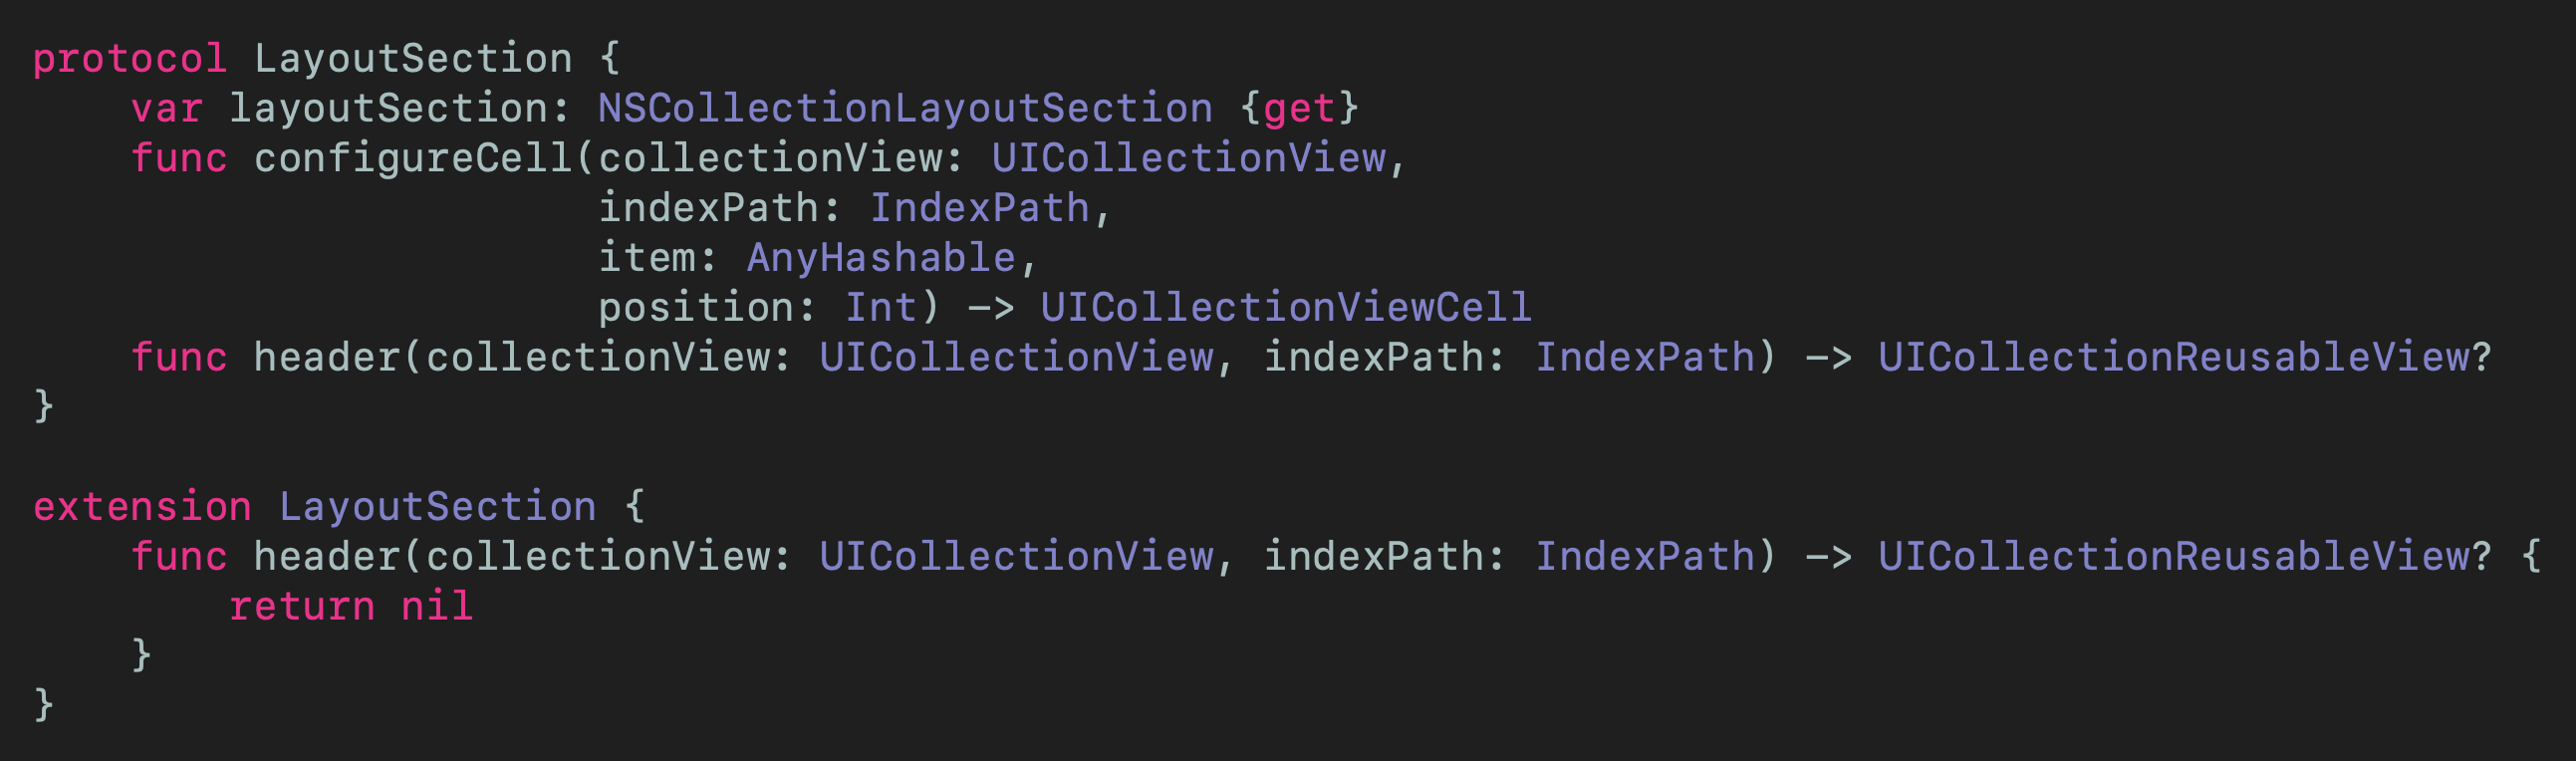 protocol LayoutSection {
    var layoutSection: NSCollectionLayoutSection {get}
    func configureCell(collectionView: UICollectionView,
                       indexPath: IndexPath,
                       item: AnyHashable,
                       position: Int) -> UICollectionViewCell
    func header(collectionView: UICollectionView, indexPath: IndexPath) -> UICollectionReusableView?
}

extension LayoutSection {
    func header(collectionView: UICollectionView, indexPath: IndexPath) -> UICollectionReusableView? {
        return nil
    }
}